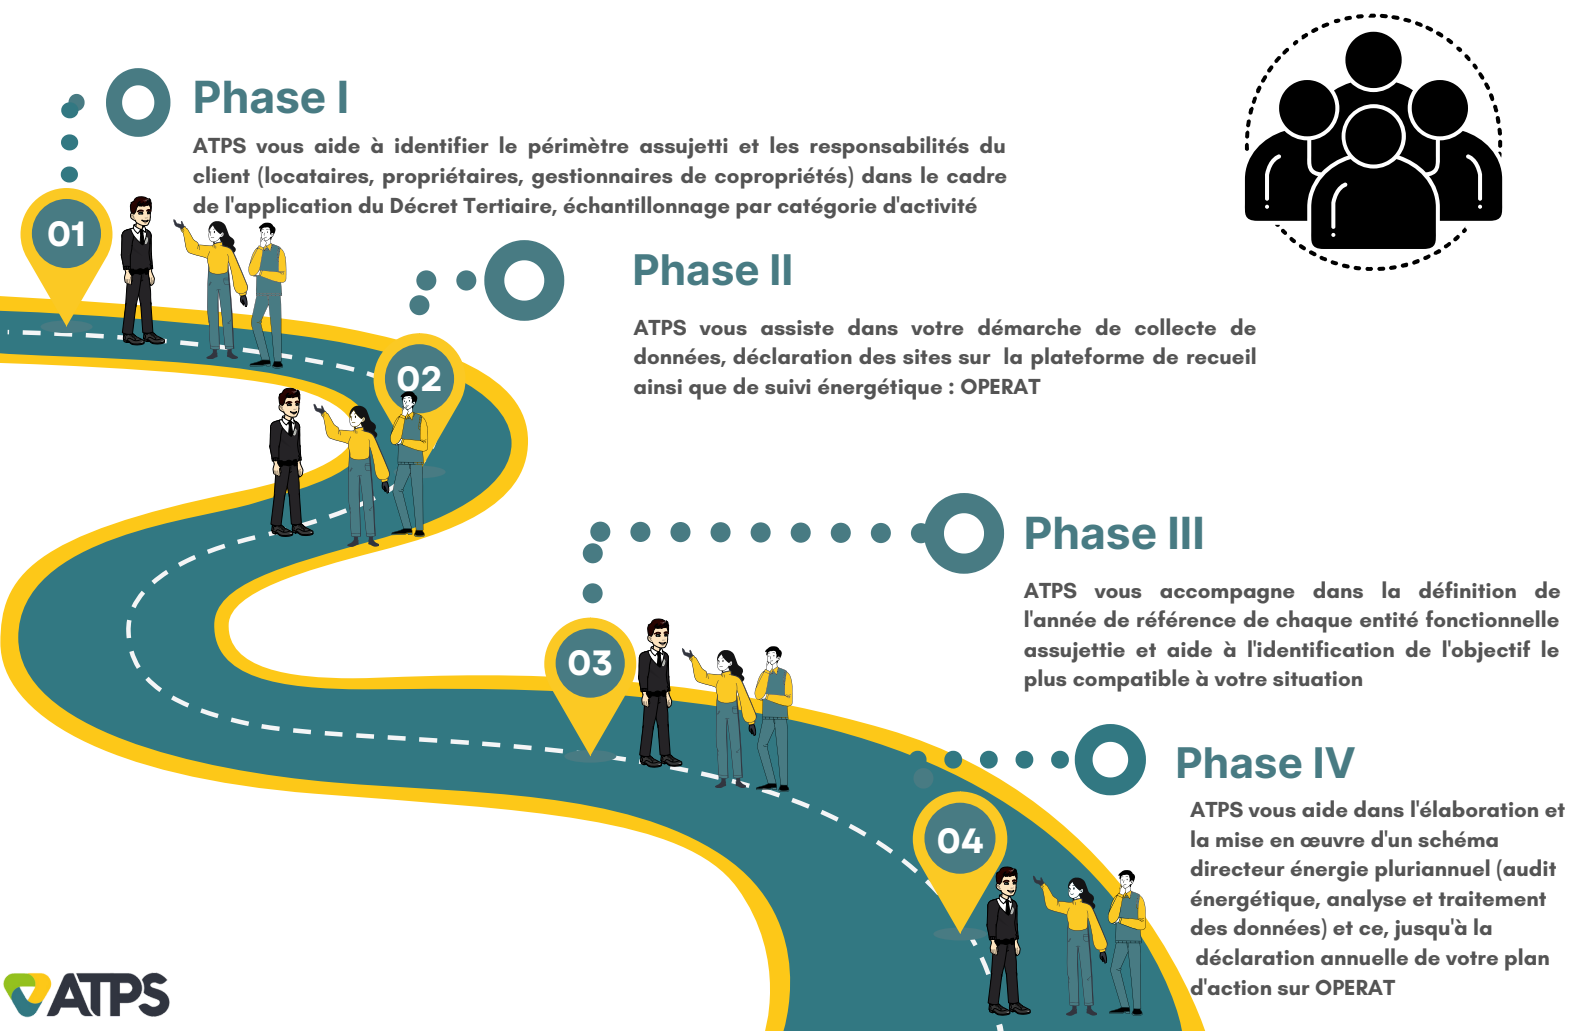 Phase I
ATPS vous aide à identifier le périmètre assujetti et les responsabilités du
client (locataires, propriétaires, gestionnaires de copropriétés) dans le cadre
de l'application du Décret Tertiaire, échantillonnage par catégorie d'activité
01
Phase II
ATPS vous assiste dans votre démarche de collecte de
données, déclaration des sites sur la plateforme de recueil
ainsi que de suivi énergétique : OPERAT
02
Phase III
ATPS vous accompagne dans la définition de
l'année de référence de chaque entité fonctionnelle
assujettie et aide à l'identification de l'objectif le
plus compatible à votre situation
03
Phase IV
ATPS vous aide dans l'élaboration et
la mise en œuvre d'un schéma
directeur énergie pluriannuel (audit
énergétique, analyse et traitement
des données) et ce, jusqu'à la
déclaration annuelle de votre plan
d'action sur OPERAT
04
ATPS